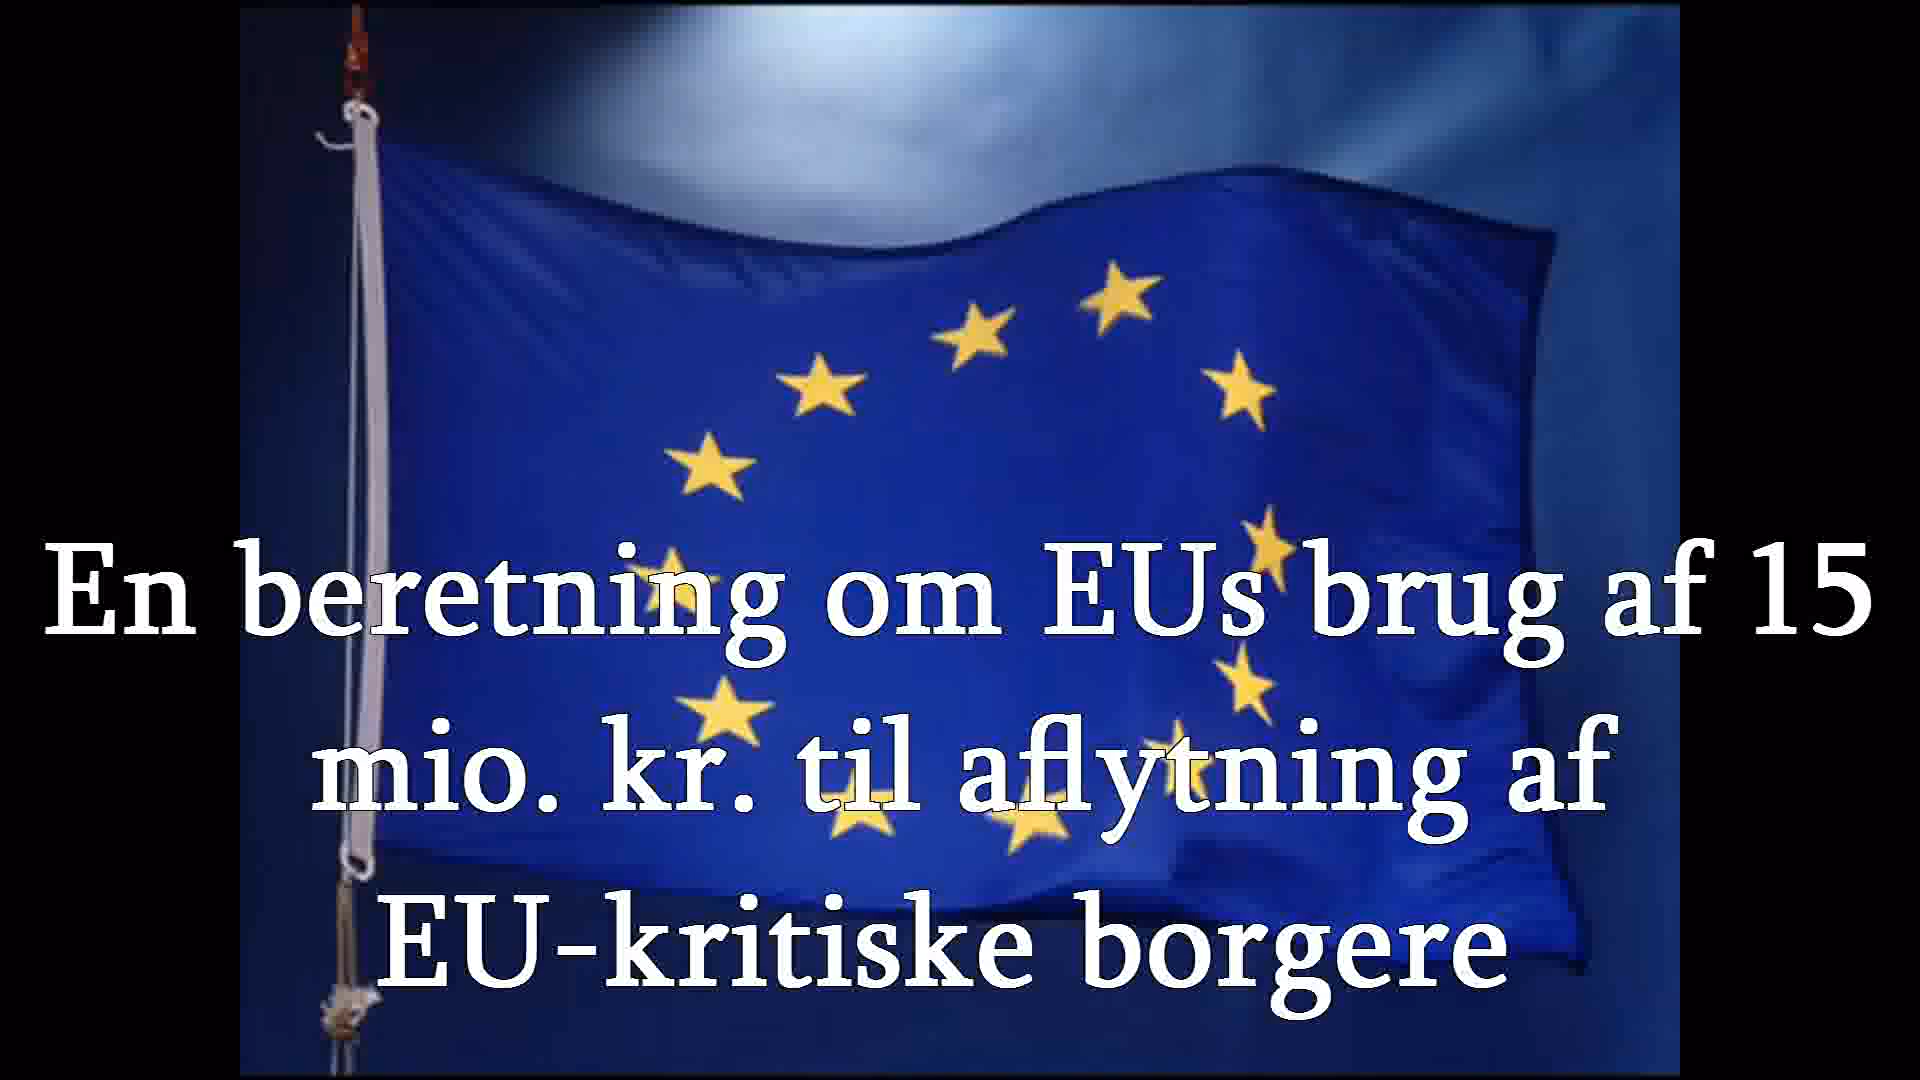 En beretning om EUs brug af 15
mio. kr. til aflytning af
EU-kritiske borgere